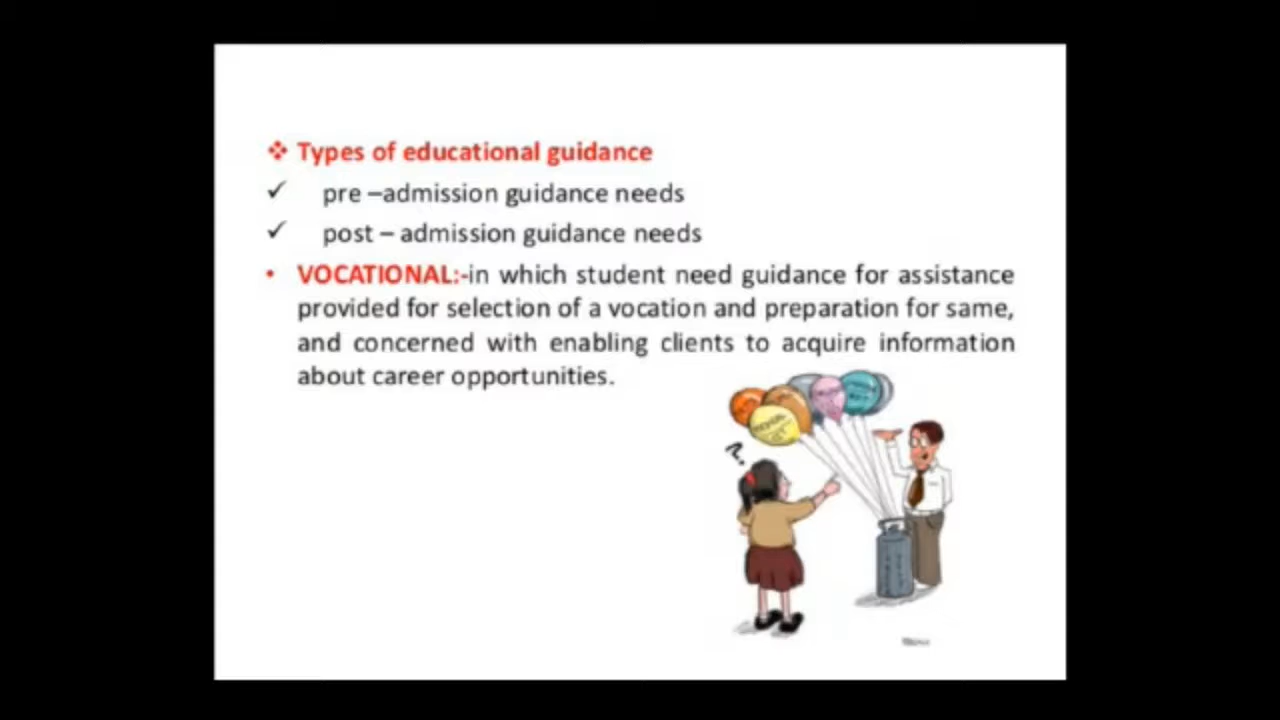 ❖ Types of educational guidance
✓ pre –admission guidance needs
✓ post – admission guidance needs
• VOCATIONAL:-in which student need guidance for assistance
provided for selection of a vocation and preparation for same,
and concerned with enabling clients to acquire information
about career opportunities.
?